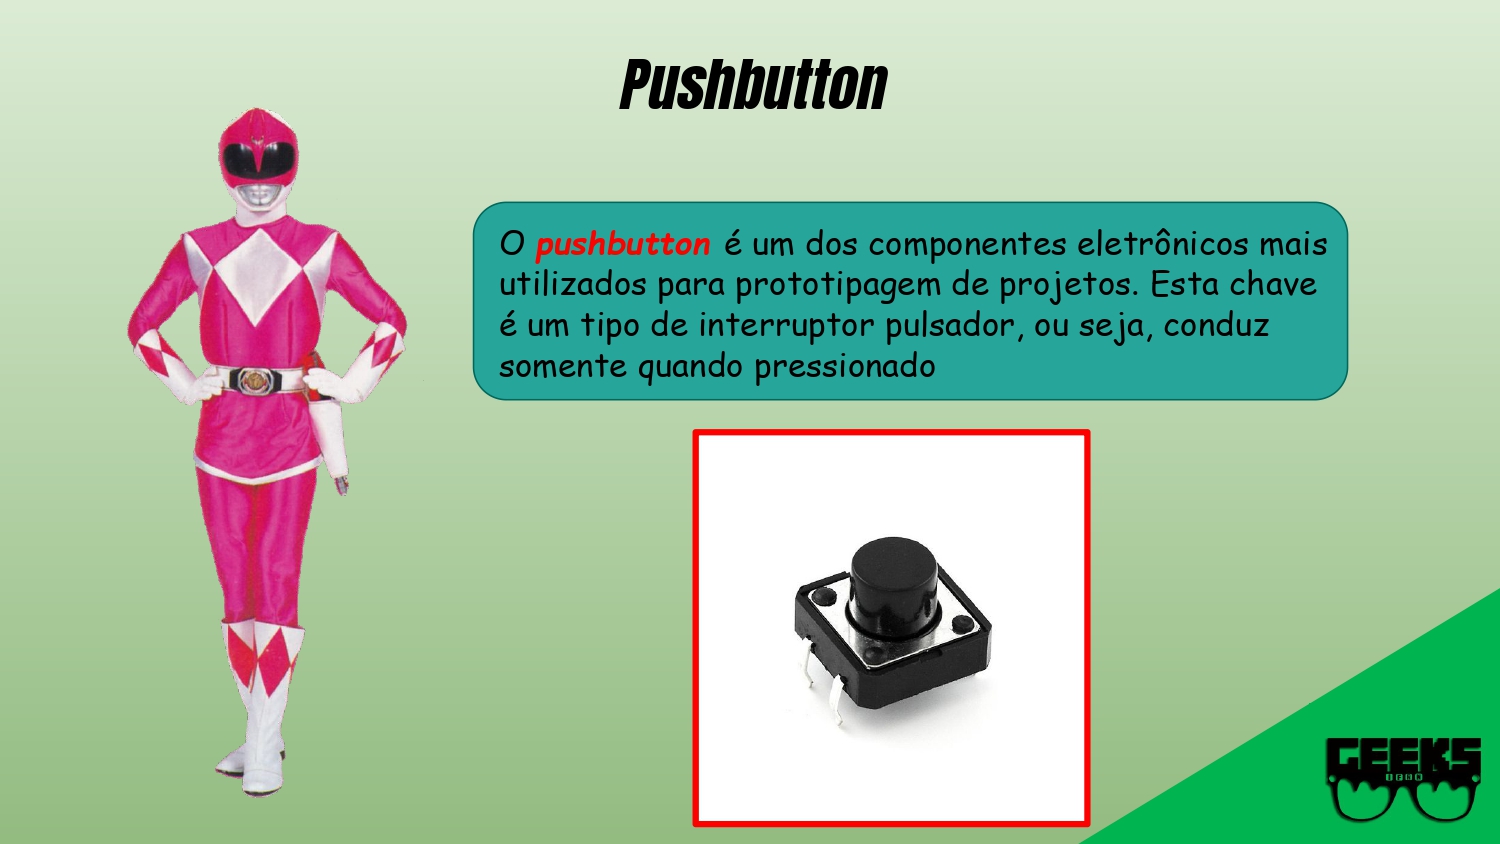 Pushbutton
O pushbutton é um dos componentes eletrônicos mais
utilizados para prototipagem de projetos. Esta chave
é um tipo de interruptor pulsador, ou seja, conduz
somente quando pressionado
GEEKS
IFRN